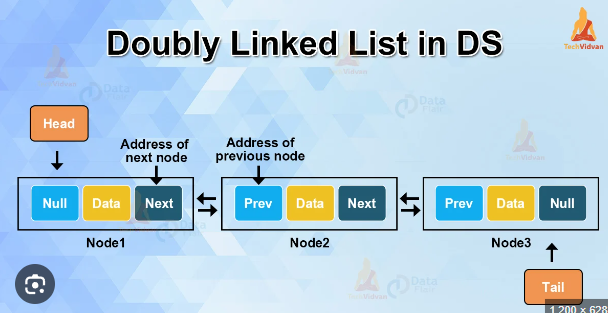 Doubly Linked List in DS
TechVidvan
Head
Address of
next node
Address of
previous node
Null Data Next
Prev Data Next
Prev Data Null
Node1
Node2
Node3
Tail
Data
Flair
Data
1,200 × 628